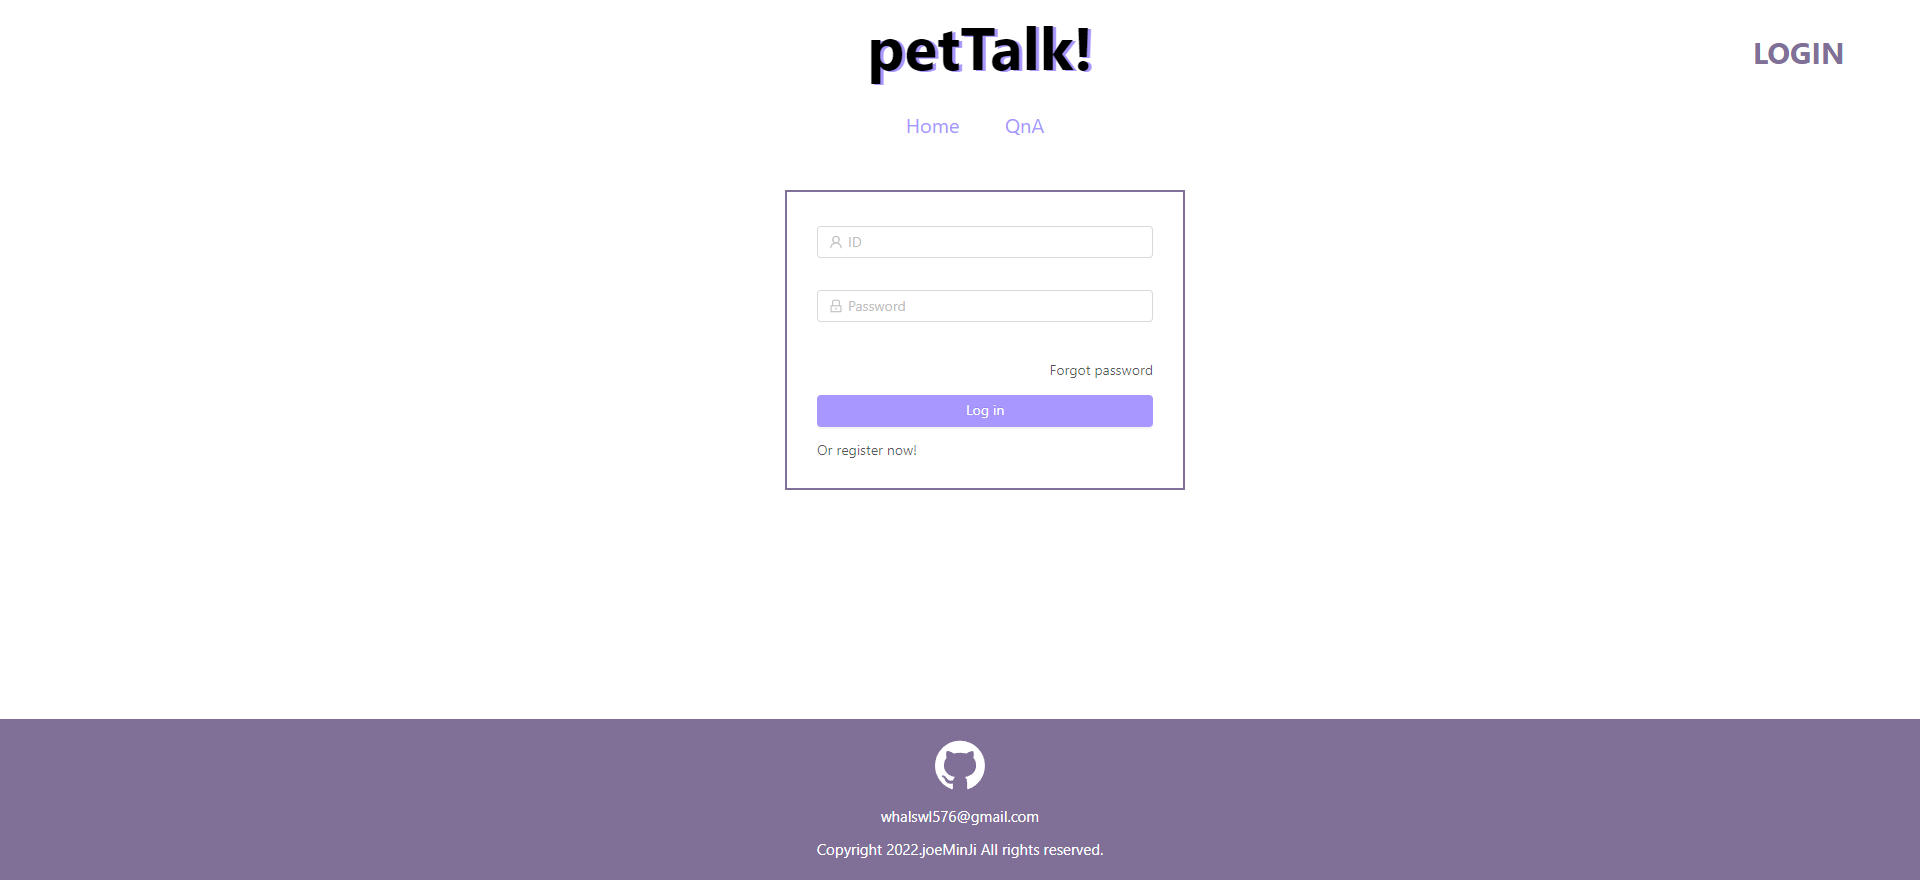 petTalk!
LOGIN
Home QnA
ID
Password
Forgot password
Log in
Or register now!
whalswl576@gmail.com
Copyright 2022.joeMinJi All rights reserved.